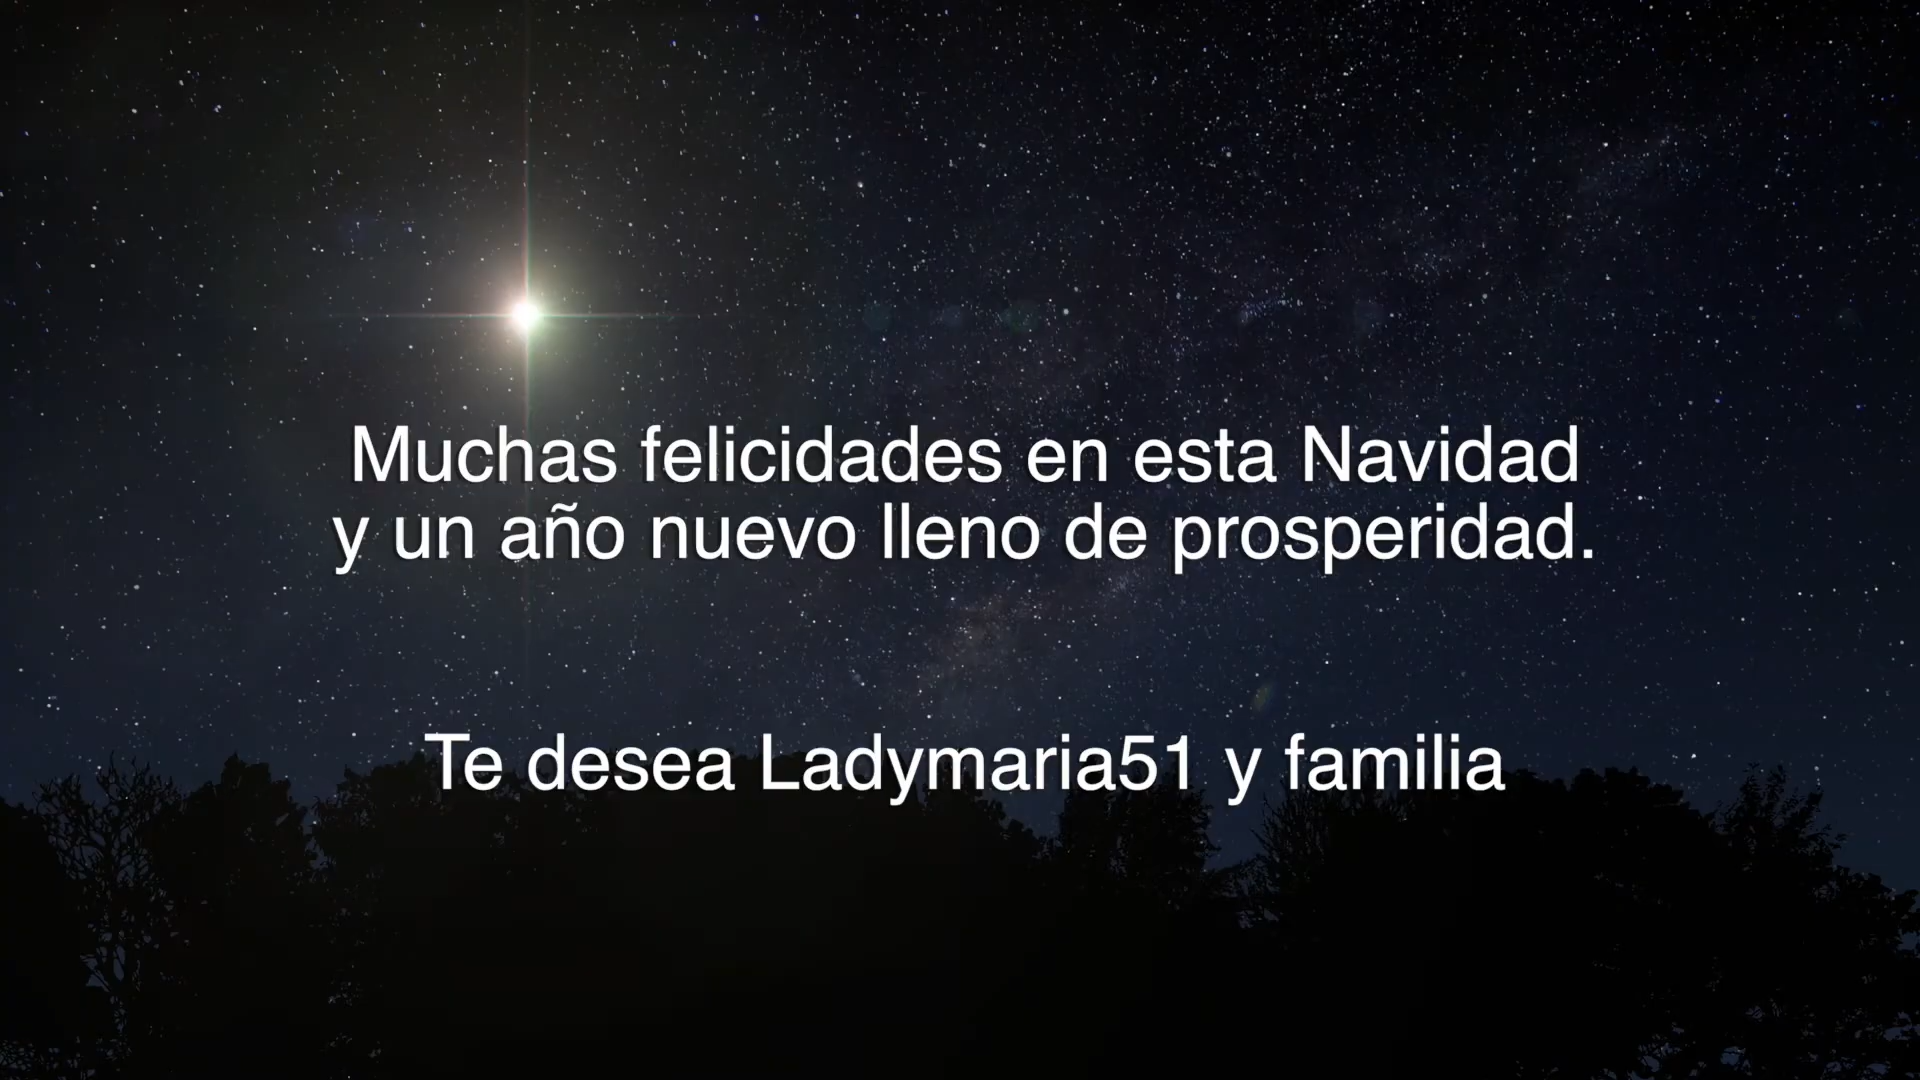 Muchas felicidades en esta Navidad
y un año nuevo lleno de prosperidad.
Te desea Ladymaria51 y familia